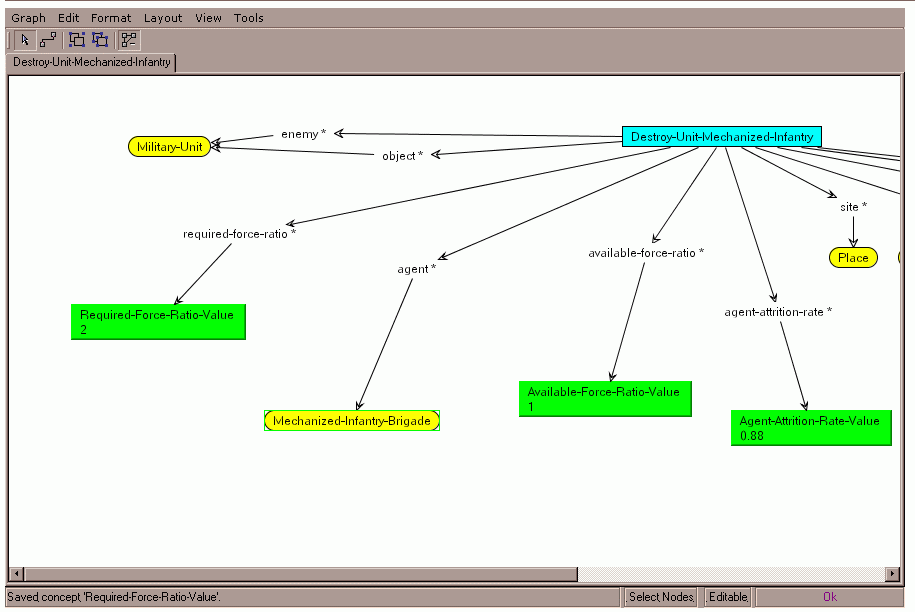 Graph Edit Format Layout View Tools
Destroy-Unit-Mechanized-Infantry
enemy *
Destroy-Unit-Mechanized-Infantry
Military-Unit
object *
site *
required-force-ratio *
available-force-ratio *
Place
agent *
Required-Force-Ratio-Value
2
agent-attrition-rate *
Available-Force-Ratio-Value
1
Mechanized-Infantry-Brigade
Agent-Attrition-Rate-Value
0.88
Saved concept 'Required-Force-Ratio-Value'. Select Nodes Editable Ok